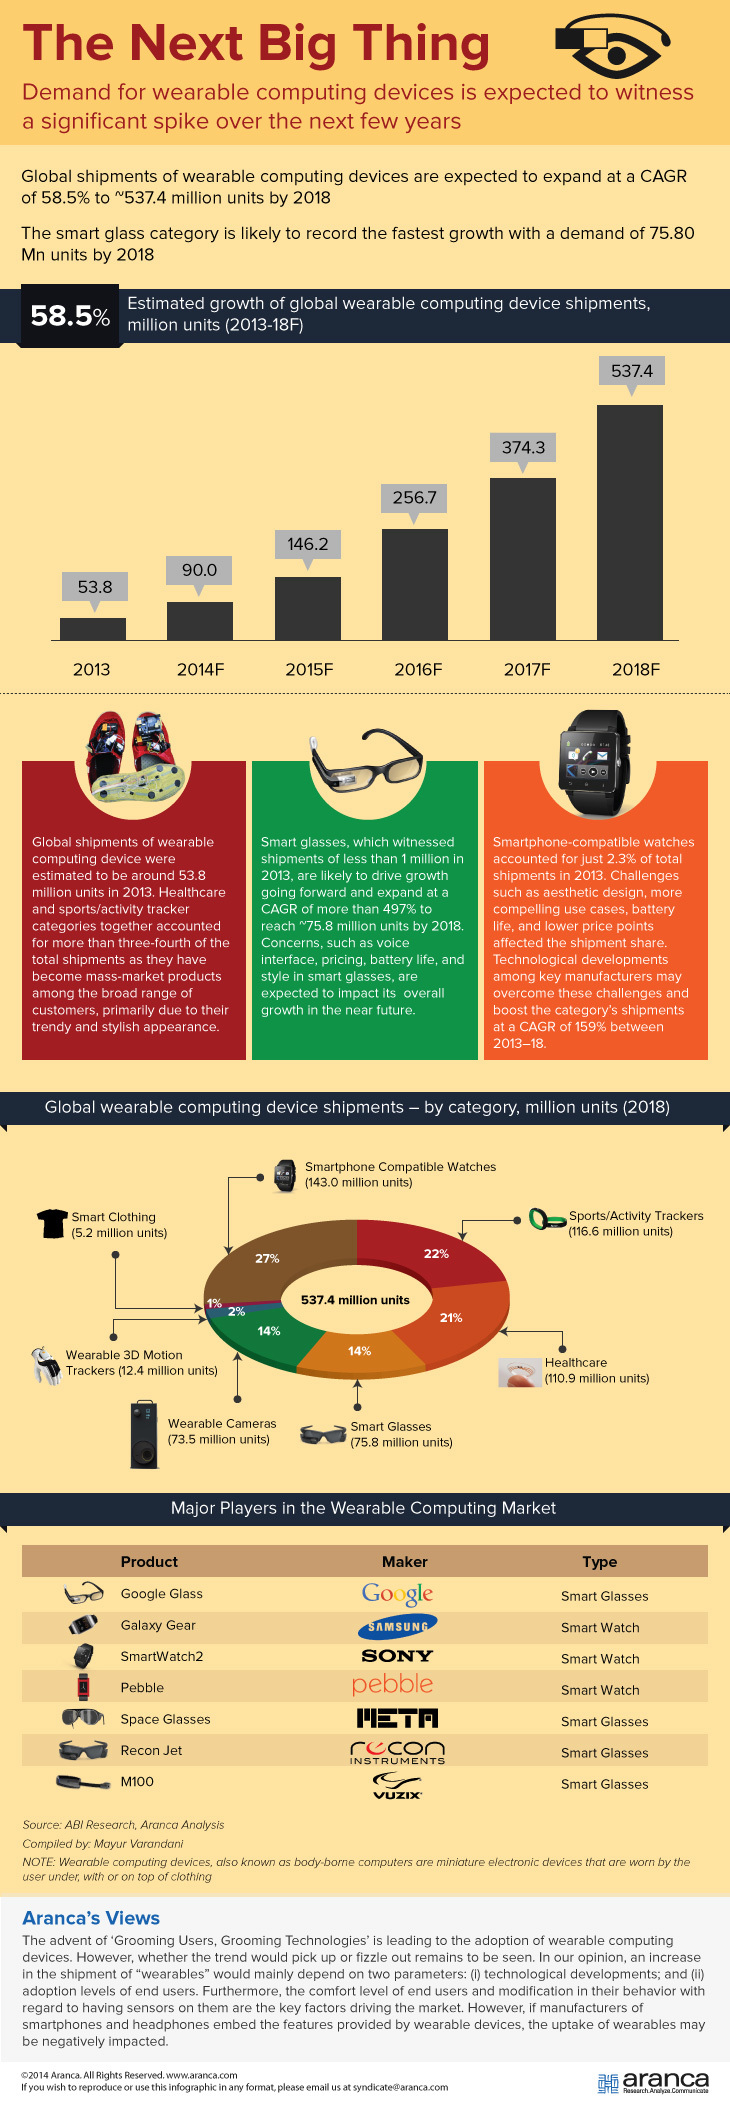 The Next Big Thing
Demand for wearable computing devices is expected to witness
a significant spike over the next few years
Global shipments of wearable computing devices are expected to expand at a CAGR
of 58.5% to ~537.4 million units by 2018
The smart glass category is likely to record the fastest growth with a demand of 75.80
Mn units by 2018
58.5%
Estimated growth of global wearable computing device shipments,
million units (2013-18F)
53.8
90.0
146.2
256.7
374.3
537.4
2013
2014F
2015F
2016F
2017F
2018F
Global shipments of wearable
computing device were
estimated to be around 53.8
million units in 2013. Healthcare
and sports/activity tracker
categories together accounted
for more than three-fourth of the
total shipments as they have
become mass-market products
among the broad range of
customers, primarily due to their
trendy and stylish appearance.
Smart glasses, which witnessed
shipments of less than 1 million in
2013, are likely to drive growth
going forward and expand at a
CAGR of more than 497% to
reach ~75.8 million units by 2018.
Concerns, such as voice
interface, pricing, battery life, and
style in smart glasses, are
expected to impact its overall
growth in the near future.
Smartphone-compatible watches
accounted for just 2.3% of total
shipments in 2013. Challenges
such as aesthetic design, more
compelling use cases, battery
life, and lower price points
affected the shipment share.
Technological developments
among key manufacturers may
overcome these challenges and
boost the category's shipments
at a CAGR of 159% between
2013–18.
Global wearable computing device shipments – by category, million units (2018)
Smartphone Compatible Watches
(143.0 million units)
Smart Clothing
(5.2 million units)
Sports/Activity Trackers
(116.6 million units)
27%
22%
537.4 million units
1%
2%
21%
14%
14%
Wearable 3D Motion
Trackers (12.4 million units)
Healthcare
(110.9 million units)
Wearable Cameras
(73.5 million units)
Smart Glasses
(75.8 million units)
Major Players in the Wearable Computing Market
Product Maker Type
Google Glass Google Smart Glasses
Galaxy Gear SAMSUNG Smart Watch
SmartWatch2 SONY Smart Watch
Pebble pebble Smart Watch
Space Glasses META Smart Glasses
Recon Jet recon INSTRUMENTS Smart Glasses
M100 VUZIX Smart Glasses
Source: ABI Research, Aranca Analysis
Compiled by: Mayur Varandani
NOTE: Wearable computing devices, also known as body-borne computers are miniature electronic devices that are worn by the
user under, with or on top of clothing
Aranca's Views
The advent of ‘Grooming Users, Grooming Technologies’ is leading to the adoption of wearable computing
devices. However, whether the trend would pick up or fizzle out remains to be seen. In our opinion, an increase
in the shipment of “wearables” would mainly depend on two parameters: (i) technological developments; and (ii)
adoption levels of end users. Furthermore, the comfort level of end users and modification in their behavior with
regard to having sensors on them are the key factors driving the market. However, if manufacturers of
smartphones and headphones embed the features provided by wearable devices, the uptake of wearables may
be negatively impacted.
©2014 Aranca. All Rights Reserved. www.aranca.com
If you wish to reproduce or use this infographic in any format, please email us at syndicate@aranca.com
aranca
Research.Analyze.Communicate